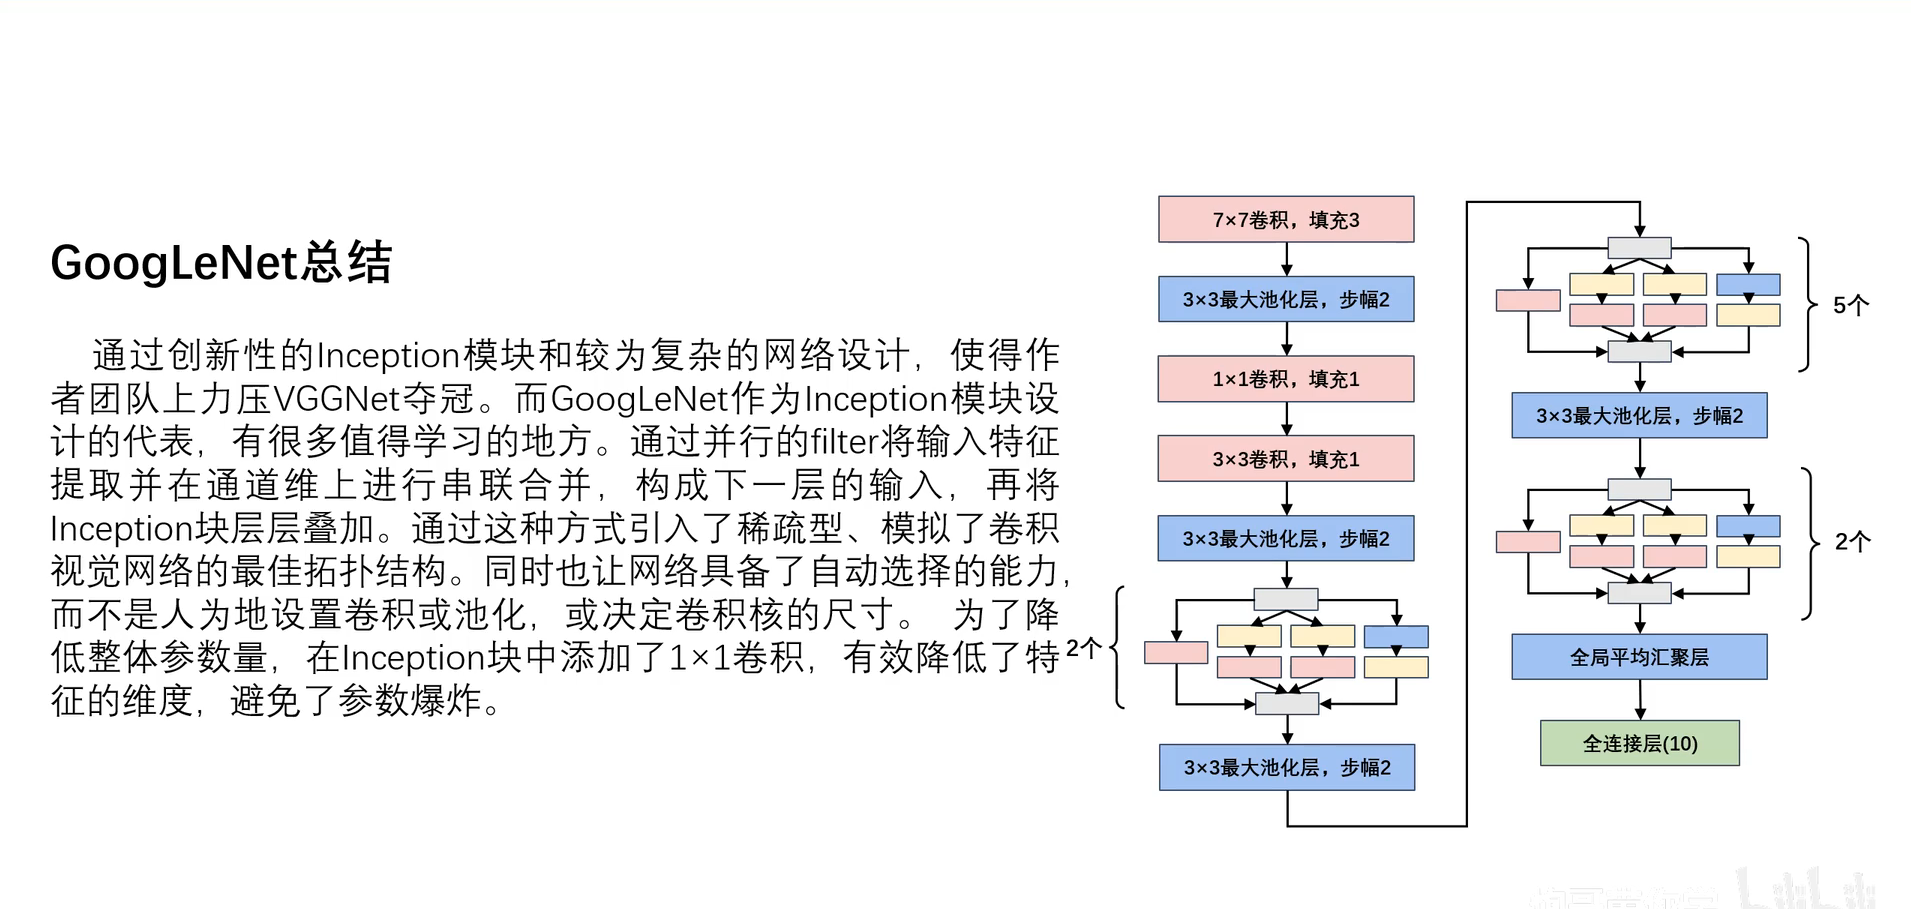 GoogLeNet总结
通过创新性的Inception模块和较为复杂的网络设计，使得作
者团队上力压VGGNet夺冠。而GoogLeNet作为Inception模块设
计的代表，有很多值得学习的地方。通过并行的filter将输入特征
提取并在通道维上进行串联合并，构成下一层的输入，再将
Inception块层层叠加。通过这种方式引入了稀疏型、模拟了卷积
视觉网络的最佳拓扑结构。同时也让网络具备了自动选择的能力，
而不是人为地设置卷积或池化，或决定卷积核的尺寸。 为了降
低整体参数量，在Inception块中添加了1×1卷积，有效降低了特
征的维度，避免了参数爆炸。
7×7卷积，填充3
3×3最大池化层，步幅2
1×1卷积，填充1
3×3卷积，填充1
3×3最大池化层，步幅2
2个
3×3最大池化层，步幅2
5个
3×3最大池化层，步幅2
2个
全局平均汇聚层
全连接层(10)